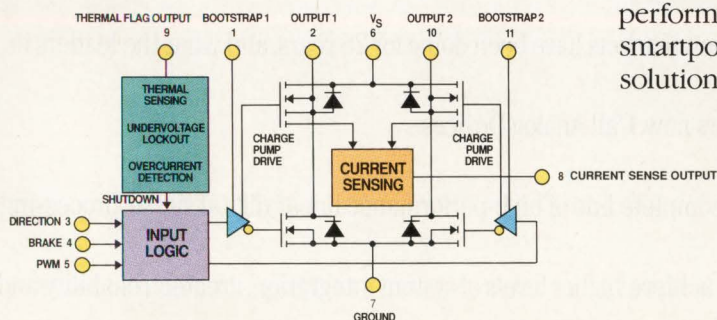 THERMAL FLAG OUTPUT
9
BOOTSTRAP 1
1
OUTPUT 1
2
VS
6
OUTPUT 2
10
BOOTSTRAP 2
11
perform
smartpo
solution
THERMAL
SENSING
UNDERVOLTAGE
LOCKOUT
OVERCURRENT
DETECTION
SHUTDOWN
CHARGE
PUMP
DRIVE
CURRENT
SENSING
CHARGE
PUMP
DRIVE
8 CURRENT SENSE OUTPUT
DIRECTION 3
BRAKE 4
PWM 5
INPUT
LOGIC
7
GROUND